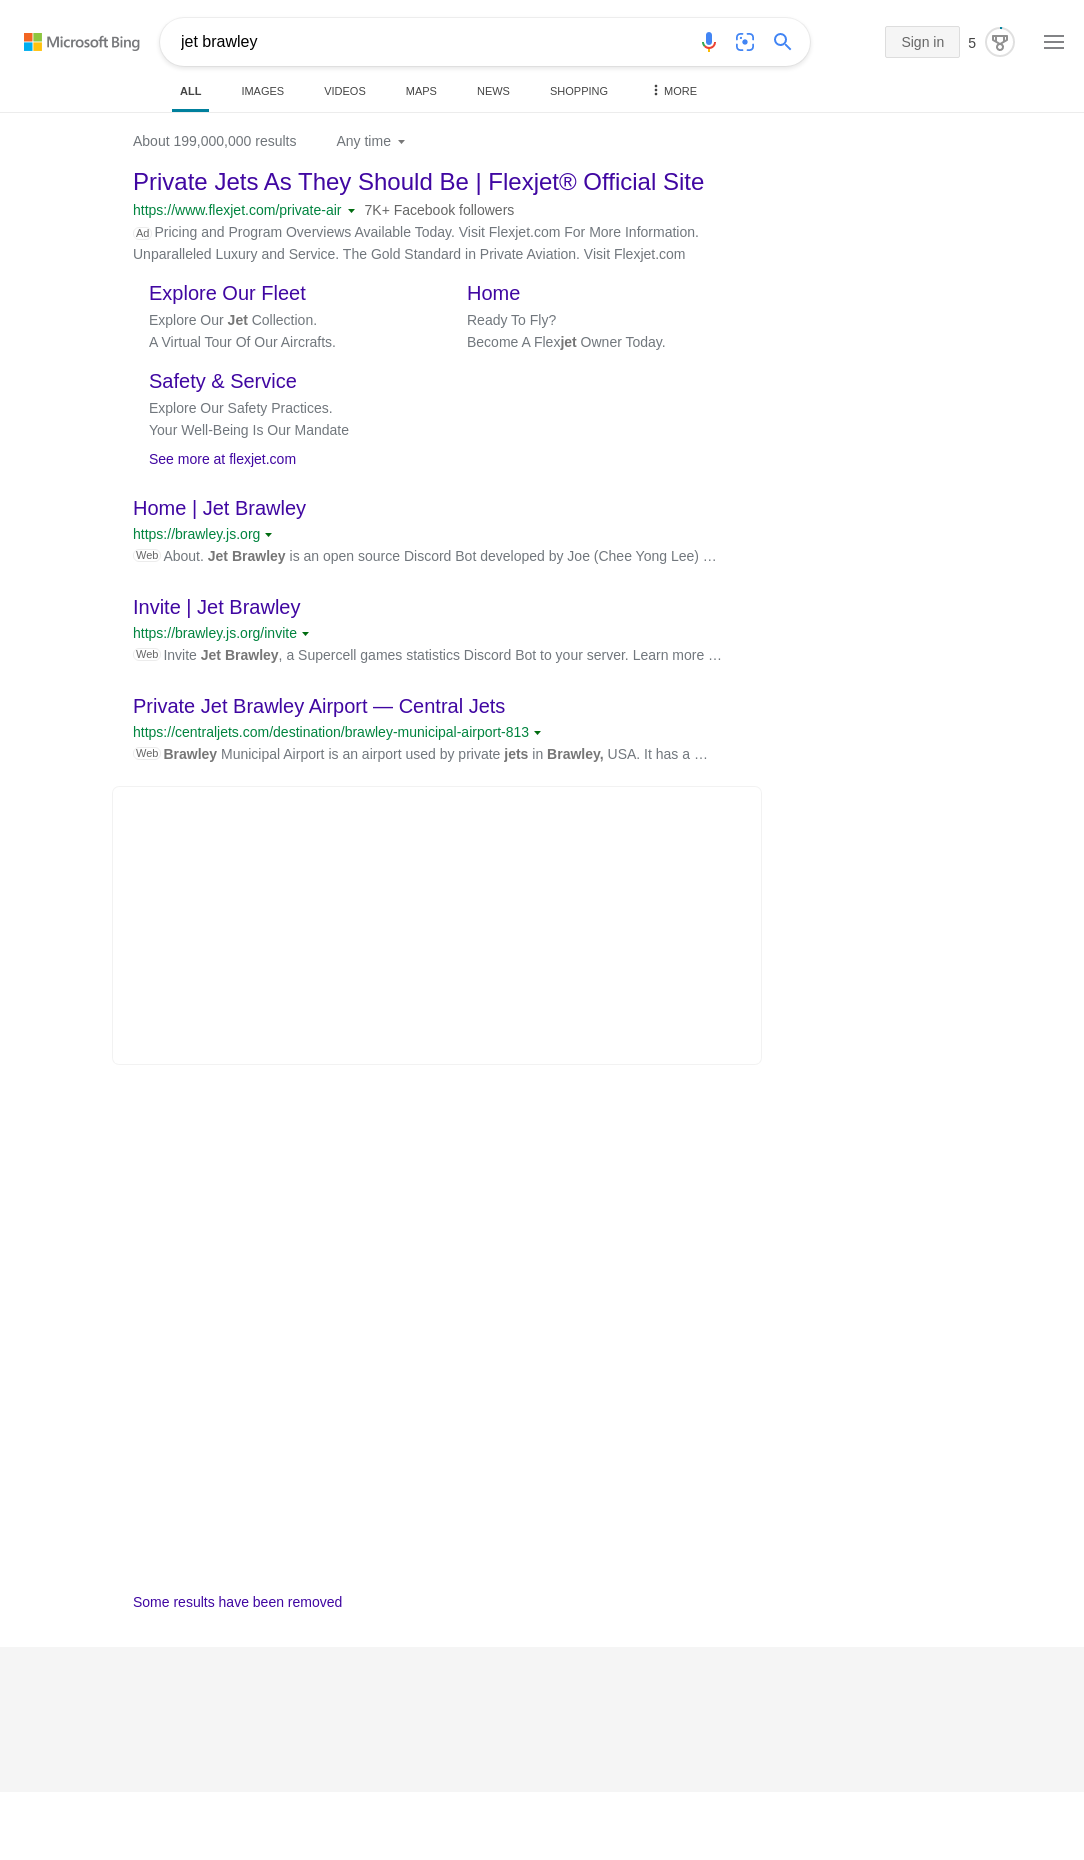 Microsoft Bing
jet brawley
Sign in
5
ALL IMAGES VIDEOS MAPS NEWS SHOPPING MORE
About 199,000,000 results Any time
Private Jets As They Should Be | Flexjet® Official Site
https://www.flexjet.com/private-air 7K+ Facebook followers
Ad Pricing and Program Overviews Available Today. Visit Flexjet.com For More Information.
Unparalleled Luxury and Service. The Gold Standard in Private Aviation. Visit Flexjet.com
Explore Our Fleet
Explore Our Jet Collection.
A Virtual Tour Of Our Aircrafts.
Home
Ready To Fly?
Become A Flexjet Owner Today.
Safety & Service
Explore Our Safety Practices.
Your Well-Being Is Our Mandate
See more at flexjet.com
Home | Jet Brawley
https://brawley.js.org
Web About. Jet Brawley is an open source Discord Bot developed by Joe (Chee Yong Lee) …
Invite | Jet Brawley
https://brawley.js.org/invite
Web Invite Jet Brawley, a Supercell games statistics Discord Bot to your server. Learn more …
Private Jet Brawley Airport — Central Jets
https://centraljets.com/destination/brawley-municipal-airport-813
Web Brawley Municipal Airport is an airport used by private jets in Brawley, USA. It has a …
Some results have been removed